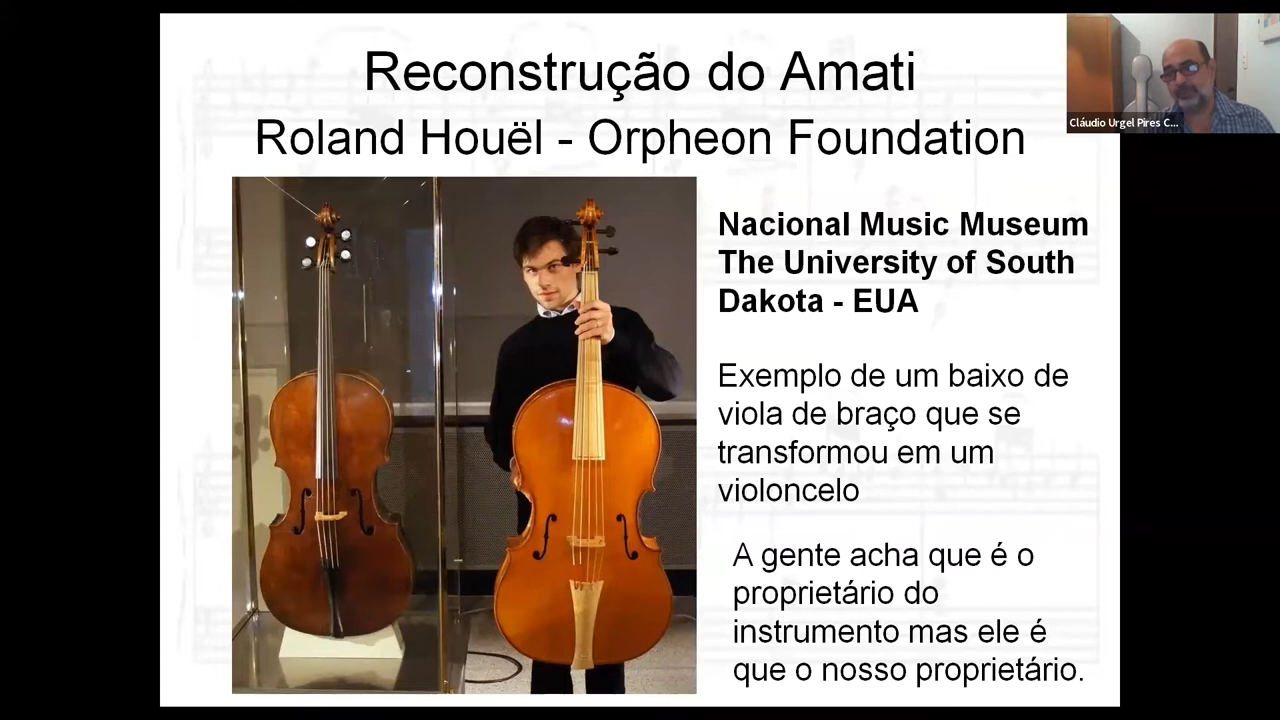 Reconstrução do Amati
Roland Houël - Orpheon Foundation
Cláudio Urgel Pires C...
Nacional Music Museum
The University of South
Dakota - EUA
Exemplo de um baixo de
viola de braço que se
transformou em um
violoncelo
A gente acha que é o
proprietário do
instrumento mas ele é
que o nosso proprietário.